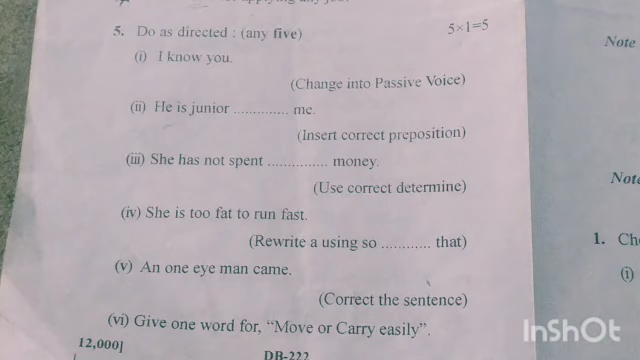 5. Do as directed : (any five) 5×1=5
(i) I know you.
(Change into Passive Voice)
(ii) He is junior .............. me.
(Insert correct preposition)
(iii) She has not spent ............... money.
(Use correct determine)
(iv) She is too fat to run fast.
(Rewrite a using so ............ that)
(v) An one eye man came.
(Correct the sentence)
(vi) Give one word for, “Move or Carry easily”.
12,000]
DB-222
Note
Note
1.
(i)
InShOt